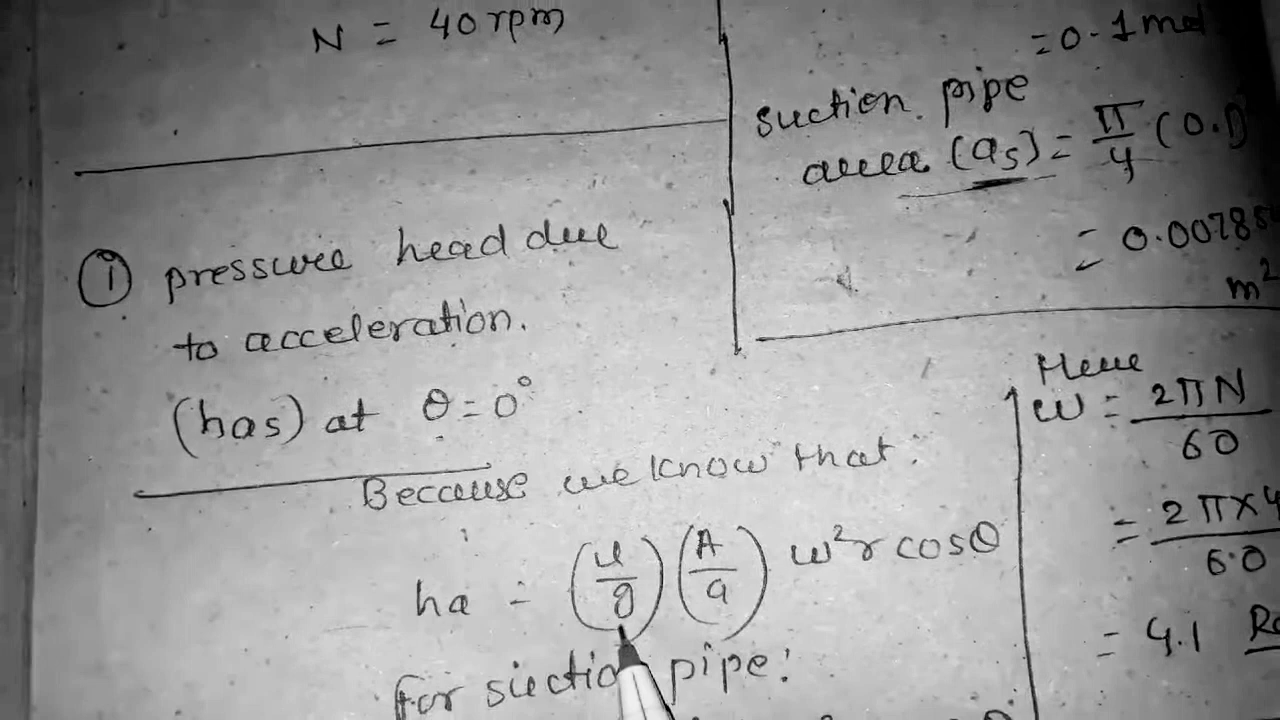 N = 40 rpm
① pressure head due
to acceleration.
(has) at θ = 0°
Because we know that:
ha = (l/g) (A/a) ω²r cosθ
for suction pipe:
= 0.1 m
suction pipe
area (as) = π/4 (0.1)
= 0.00785
m²
Here
ω = 2πN/60
= 2π×4/60
= 4.1